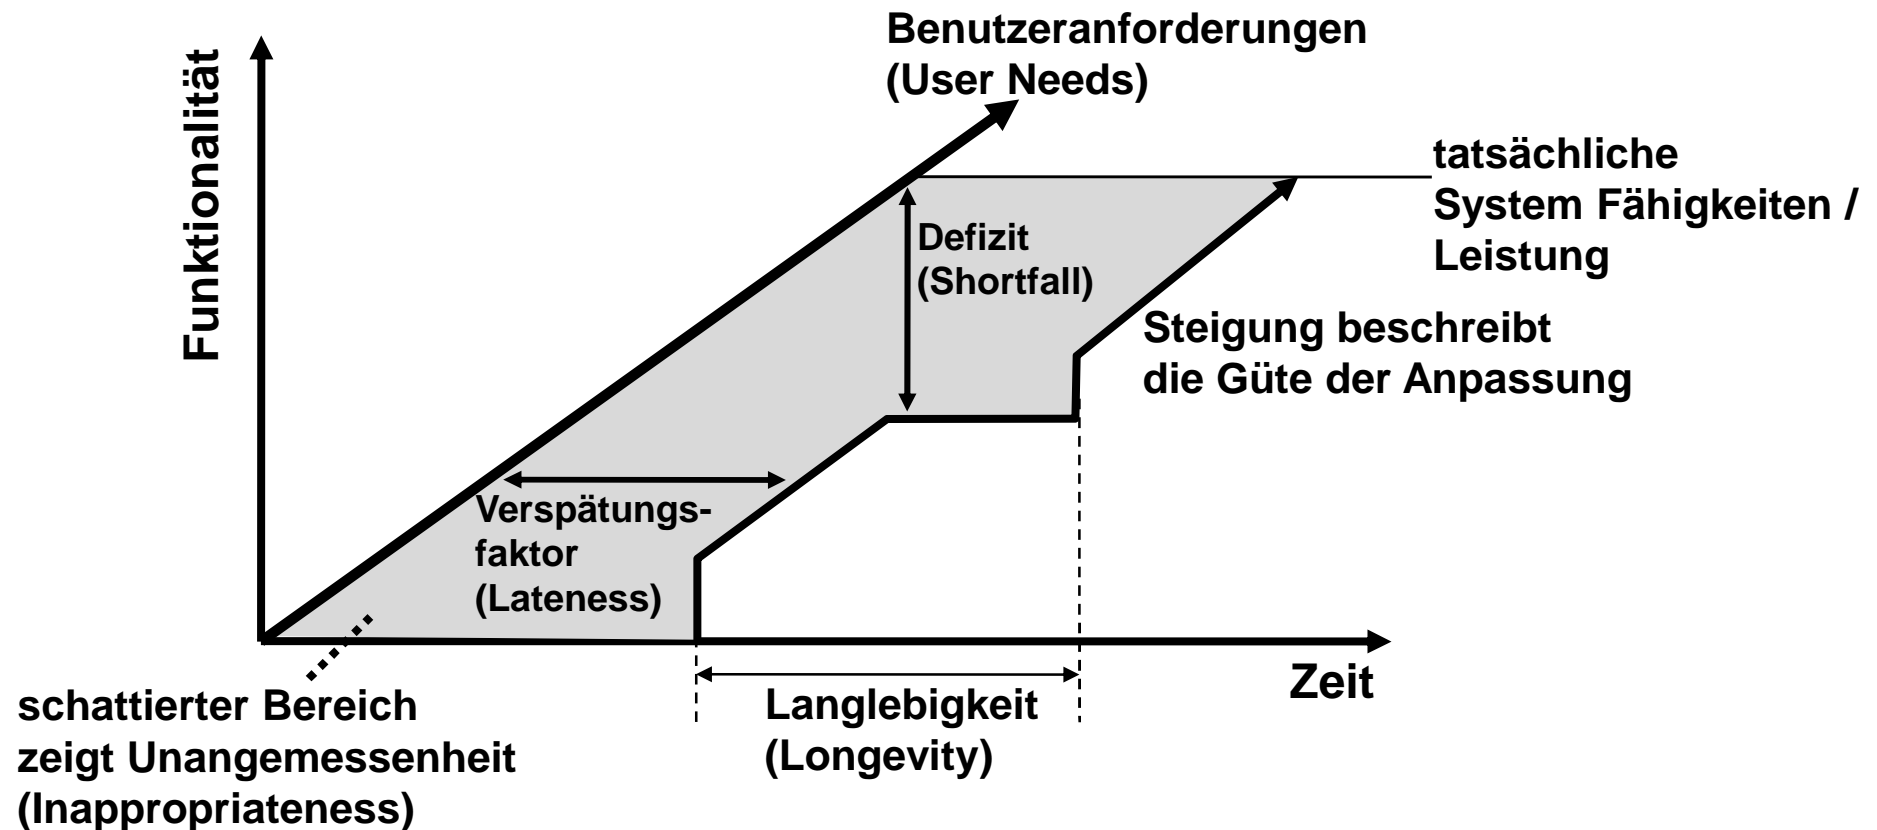 Funktionalität
Benutzeranforderungen
(User Needs)
tatsächliche
System Fähigkeiten /
Leistung
Defizit
(Shortfall)
Steigung beschreibt
die Güte der Anpassung
Verspätungs-
faktor
(Lateness)
Zeit
schattierter Bereich
zeigt Unangemessenheit
(Inappropriateness)
Langlebigkeit
(Longevity)